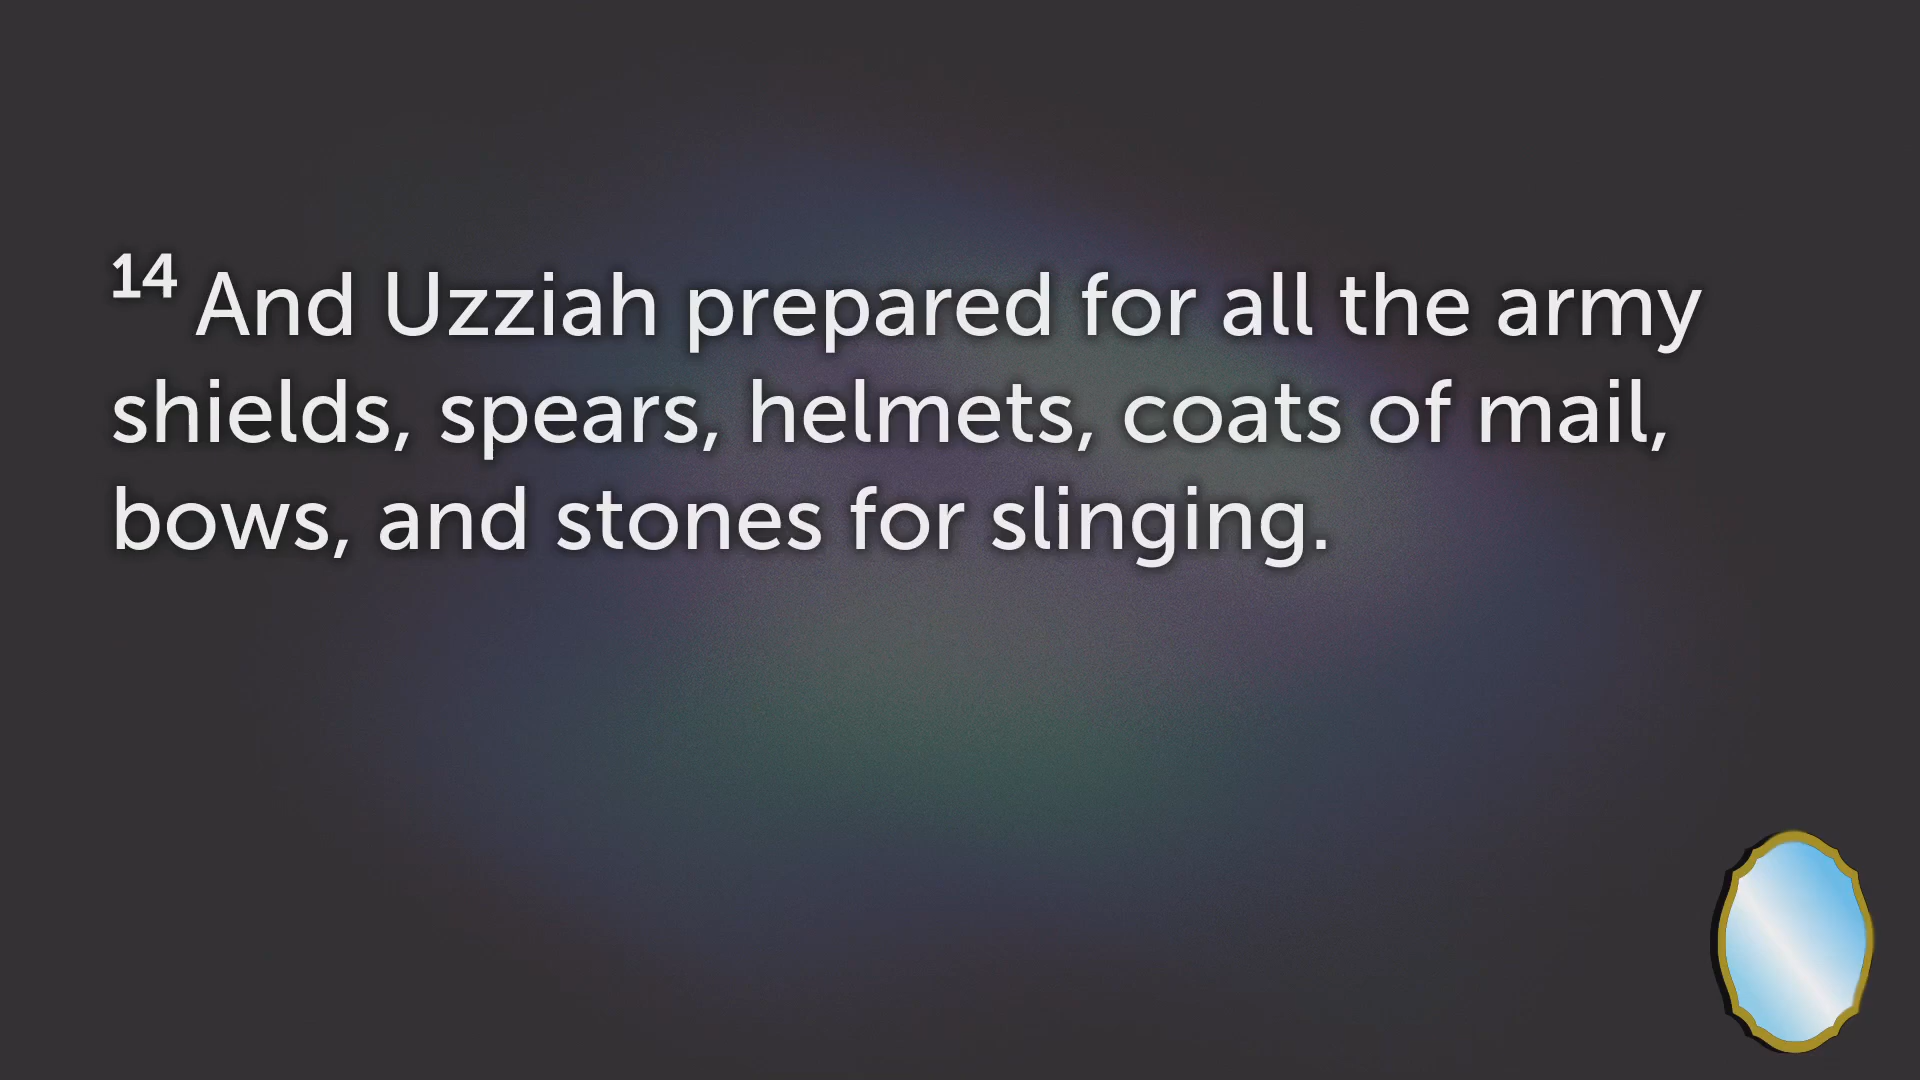 14 And Uzziah prepared for all the army
shields, spears, helmets, coats of mail,
bows, and stones for slinging.